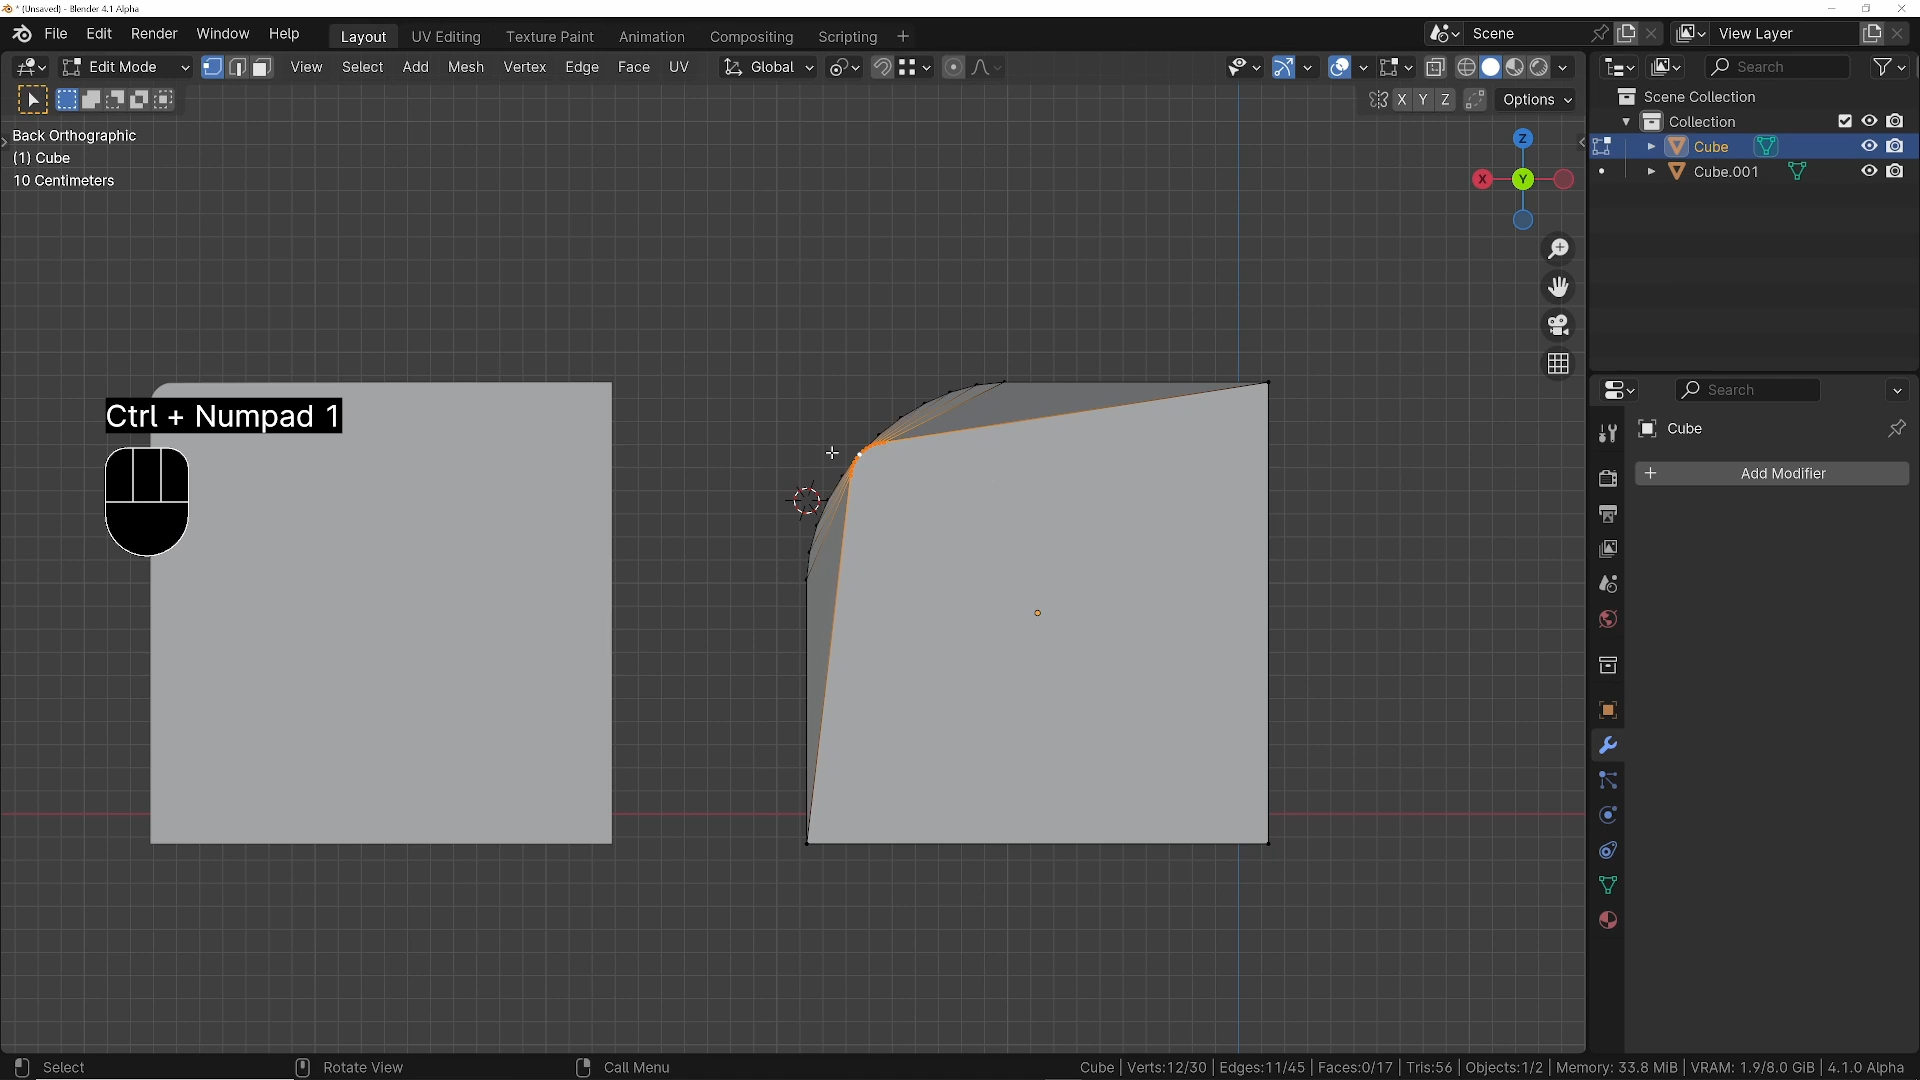 * (Unsaved) - Blender 4.1 Alpha
File Edit Render Window Help Layout UV Editing Texture Paint Animation Compositing Scripting + Scene View Layer
Edit Mode View Select Add Mesh Vertex Edge Face UV Global Search
X Y Z Options
Back Orthographic
(1) Cube
10 Centimeters
Z
X Y
Scene Collection
Collection
Cube
Cube.001
Search
Cube
+ Add Modifier
Ctrl + Numpad 1
Select Rotate View Call Menu Cube | Verts:12/30 | Edges:11/45 | Faces:0/17 | Tris:56 | Objects:1/2 | Memory: 33.8 MiB | VRAM: 1.9/8.0 GiB | 4.1.0 Alpha